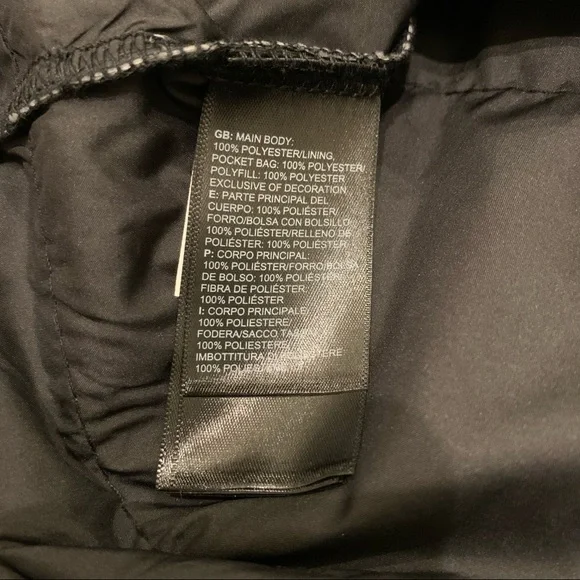 GB: MAIN BODY:
100% POLYESTER/LINING,
POCKET BAG: 100% POLYESTER/
POLYFILL: 100% POLYESTER
EXCLUSIVE OF DECORATION
E: PARTE PRINCIPAL DEL
CUERPO: 100% POLIÉSTER/
FORRO/BOLSA CON BOLSILLO:
100% POLIÉSTER/RELLENO DE
POLIÉSTER: 100% POLIÉSTER
P: CORPO PRINCIPAL:
100% POLIÉSTER/FORRO/BOLSA
DE BOLSO: 100% POLIÉSTER/
FIBRA DE POLIÉSTER:
100% POLIÉSTER
I: CORPO PRINCIPALE:
100% POLIESTERE/
FODERA/SACCO
100% POLIESTERE/
IMBOTTITURA DI POLIESTERE
100%